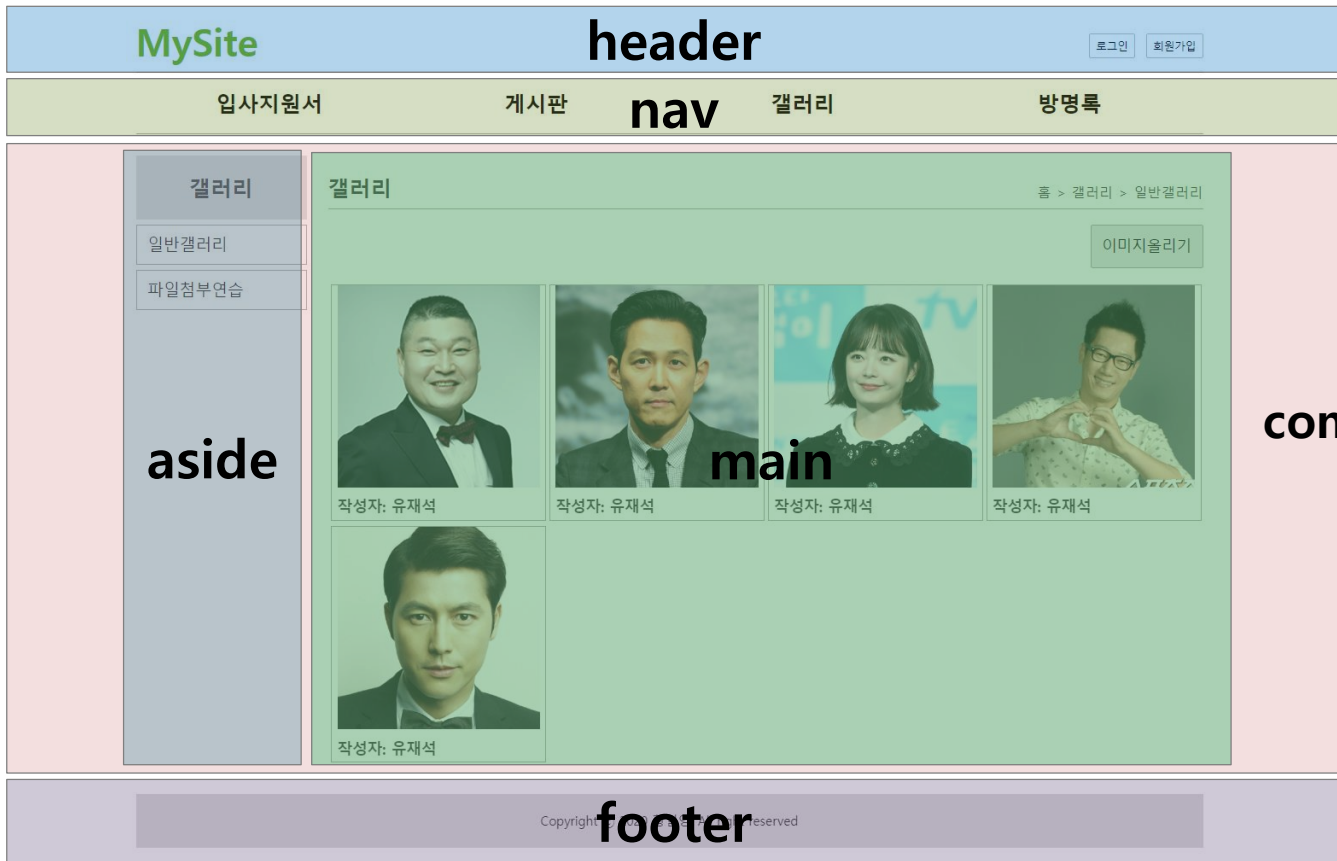 MySite
header
로그인
회원가입
입사지원서
게시판
nav
갤러리
방명록
갤러리
일반갤러리
파일첨부연습
갤러리
홈 > 갤러리 > 일반갤러리
이미지올리기
tv
작성자: 유재석
작성자: 유재석
작성자: 유재석
작성자: 유재석
aside
main
con
작성자: 유재석
Copyright
reserved
footer